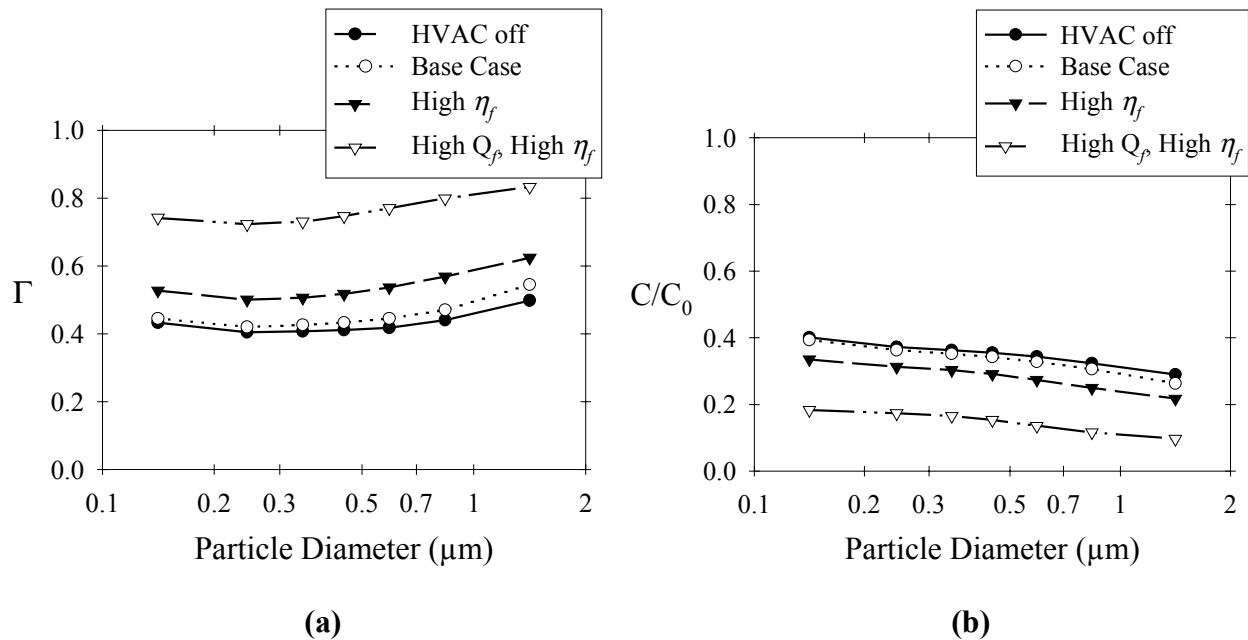 HVAC off
Base Case
High ηf
High Qf, High ηf
1.0
0.8
0.6
Γ
0.4
0.2
0.0
0.1 0.2 0.3 0.5 0.7 1 2
Particle Diameter (µm)
(a)
HVAC off
Base Case
High ηf
High Qf, High ηf
1.0
0.8
0.6
C/C0
0.4
0.2
0.0
0.1 0.2 0.3 0.5 0.7 1 2
Particle Diameter (µm)
(b)